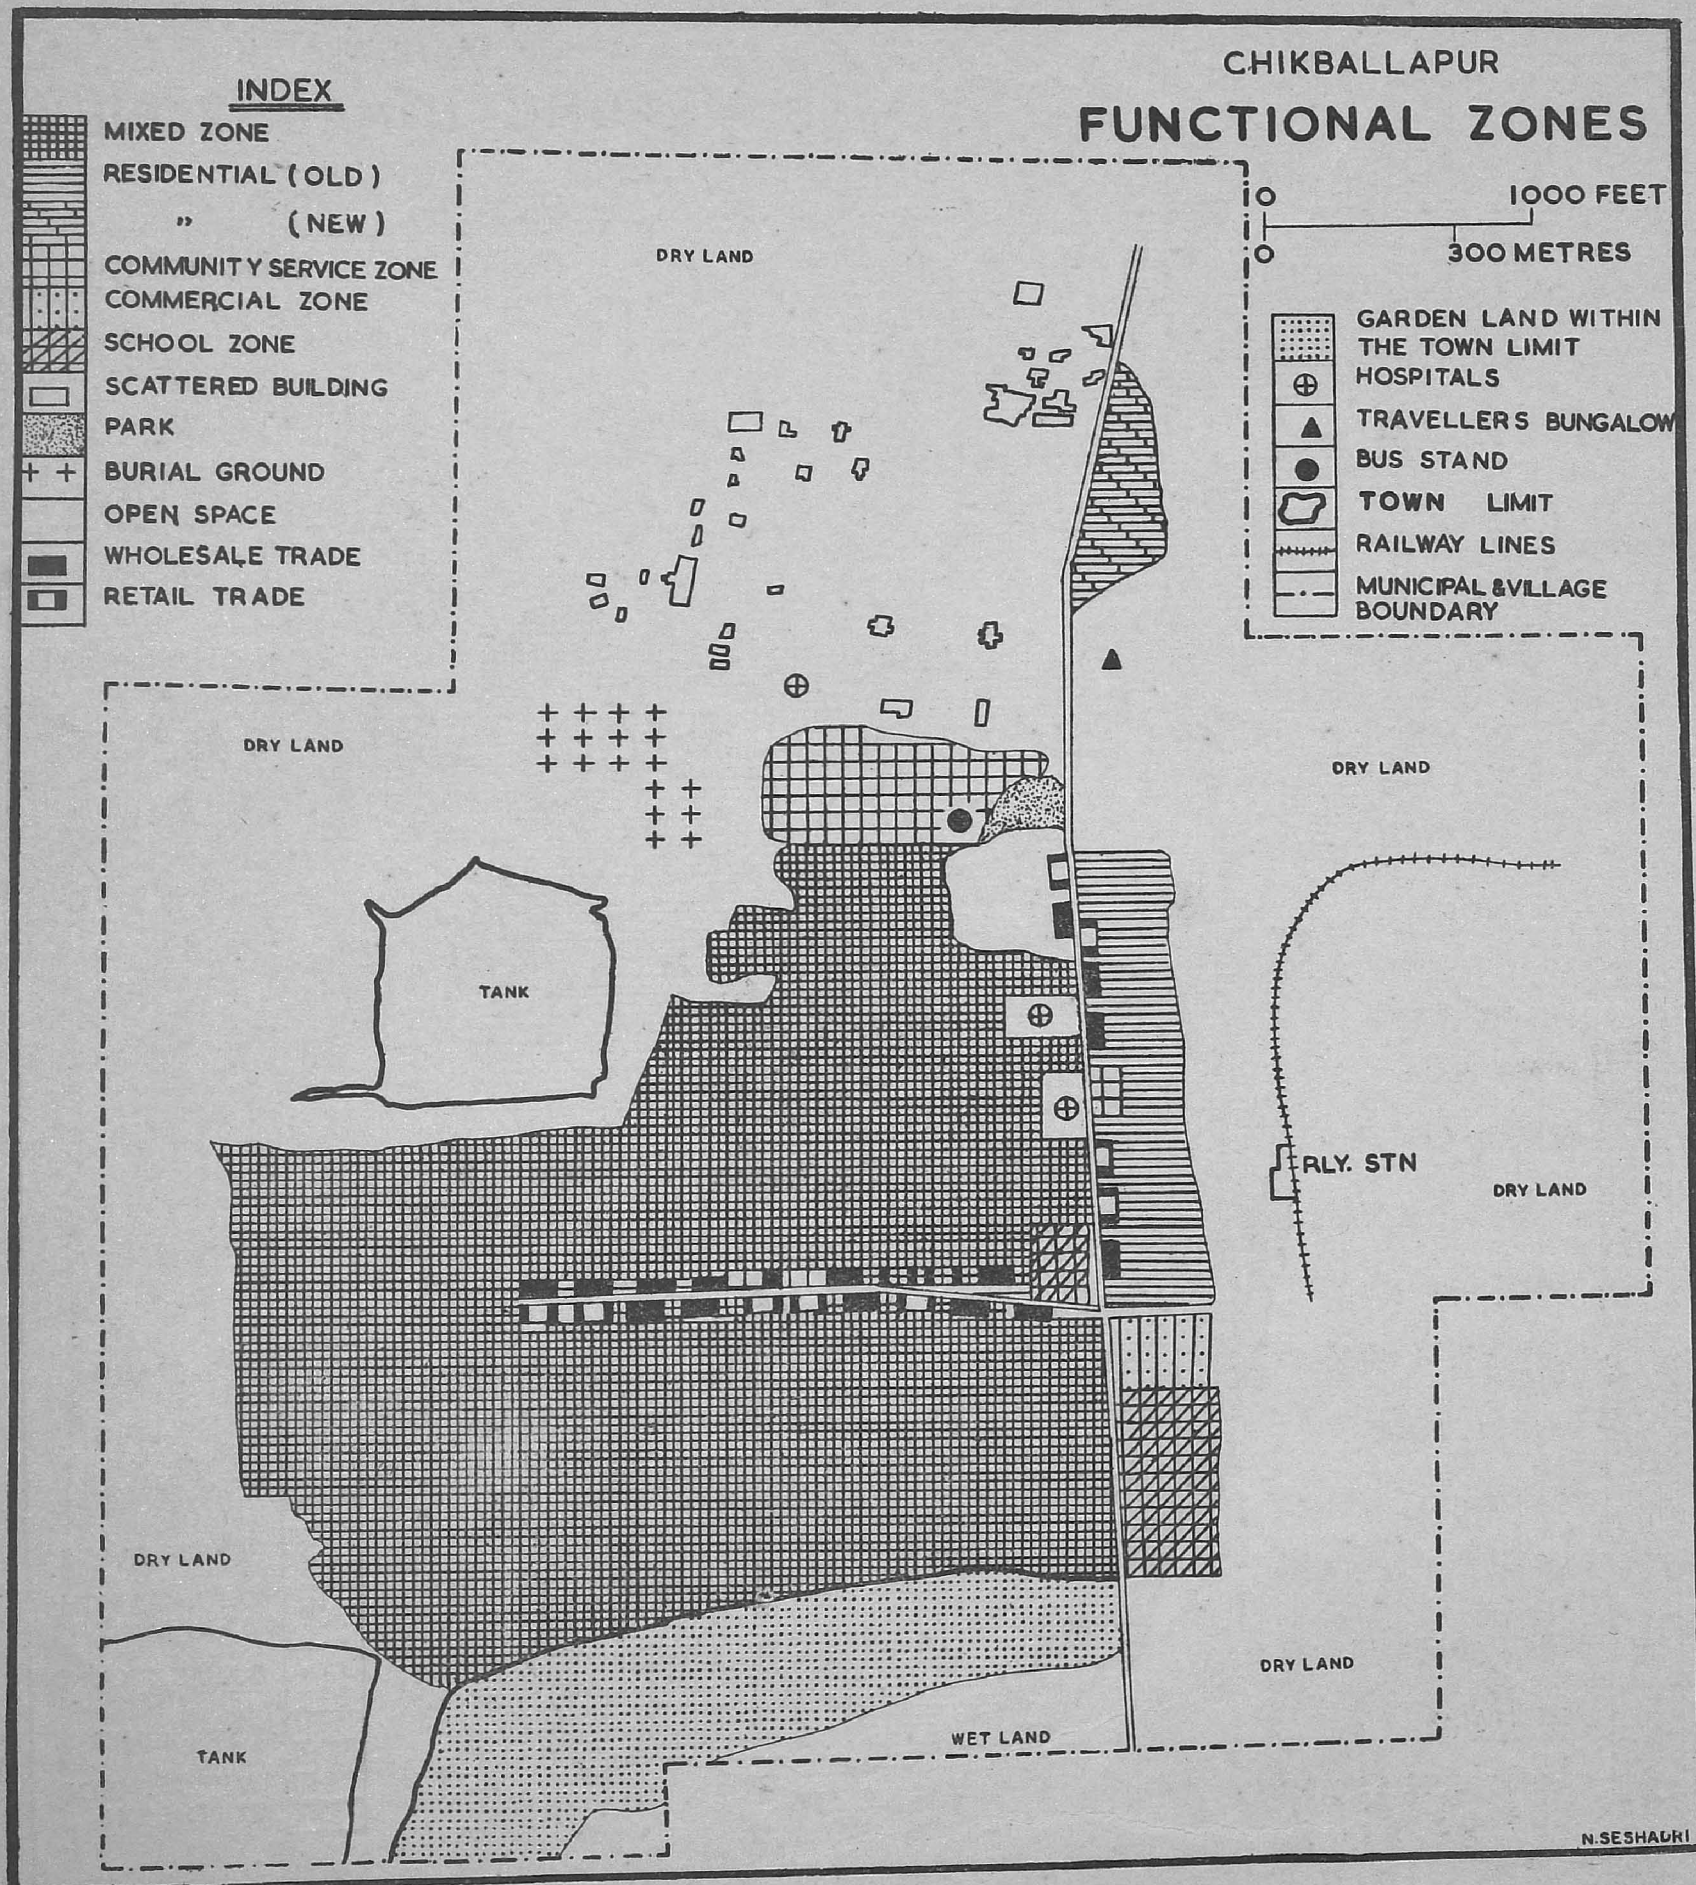 CHIKBALLAPUR
FUNCTIONAL ZONES
INDEX
MIXED ZONE
RESIDENTIAL (OLD)
" (NEW)
COMMUNITY SERVICE ZONE
COMMERCIAL ZONE
SCHOOL ZONE
SCATTERED BUILDING
PARK
BURIAL GROUND
OPEN SPACE
WHOLESALE TRADE
RETAIL TRADE
0 1000 FEET
0 300 METRES
GARDEN LAND WITHIN
THE TOWN LIMIT
HOSPITALS
TRAVELLERS BUNGALOW
BUS STAND
TOWN LIMIT
RAILWAY LINES
MUNICIPAL & VILLAGE
BOUNDARY
DRY LAND
DRY LAND
DRY LAND
TANK
RLY. STN
DRY LAND
DRY LAND
DRY LAND
WET LAND
TANK
N. SESHADRI